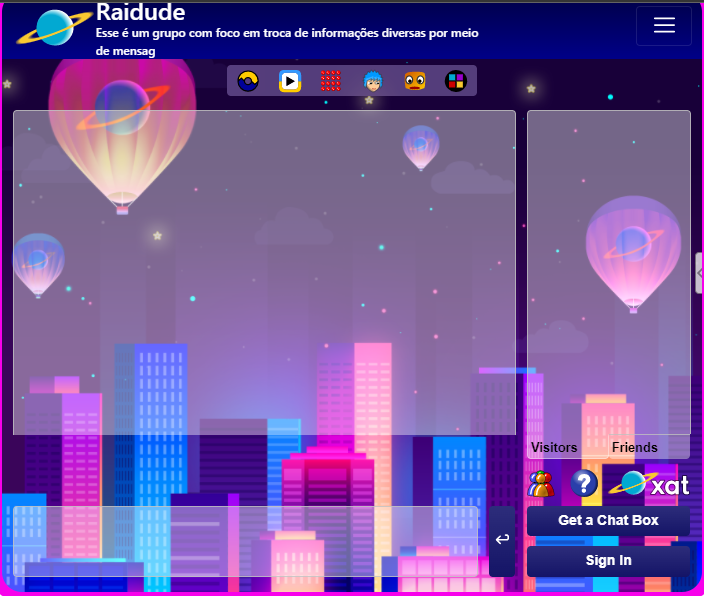 Raidude
Esse é um grupo com foco em troca de informações diversas por meio
de mensag
Visitors
Friends
?
xat
Get a Chat Box
Sign In